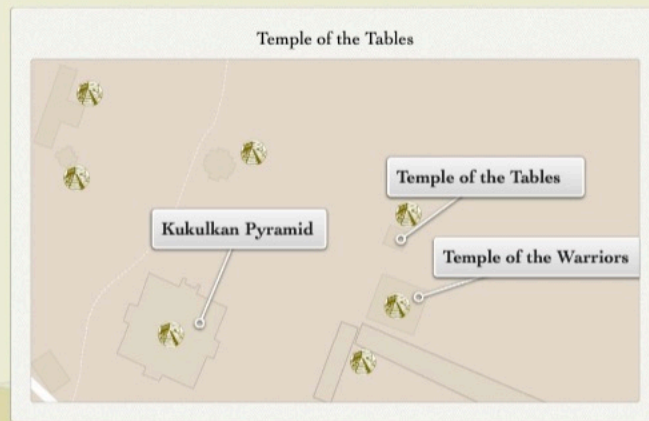 Temple of the Tables
Temple of the Tables
Kukulkan Pyramid
Temple of the Warriors